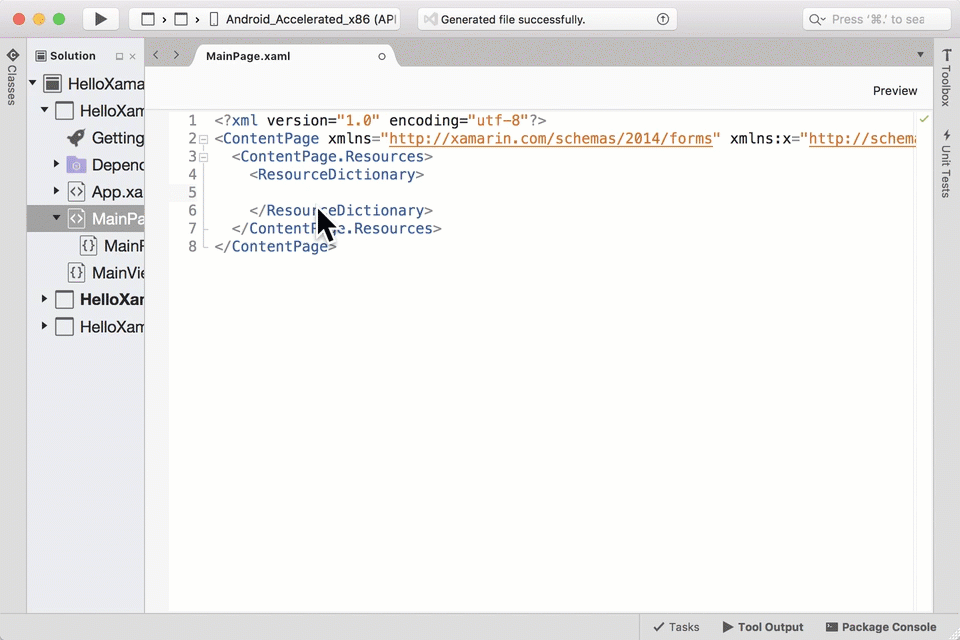 Android_Accelerated_x86 (API
Generated file successfully.
Press ‘⌘.’ to sea
Classes
Solution
MainPage.xaml
Toolbox
Unit Tests
HelloXama
HelloXam
Getting
Depend
App.xa
MainPa
MainP
MainVie
HelloXar
HelloXam
Preview
1 <?xml version="1.0" encoding="utf-8"?>
2 <ContentPage xmlns="http://xamarin.com/schemas/2014/forms" xmlns:x="http://schema
3 <ContentPage.Resources>
4 <ResourceDictionary>
5
6 </ResourceDictionary>
7 </ContentPage.Resources>
8 </ContentPage>
Tasks
Tool Output
Package Console